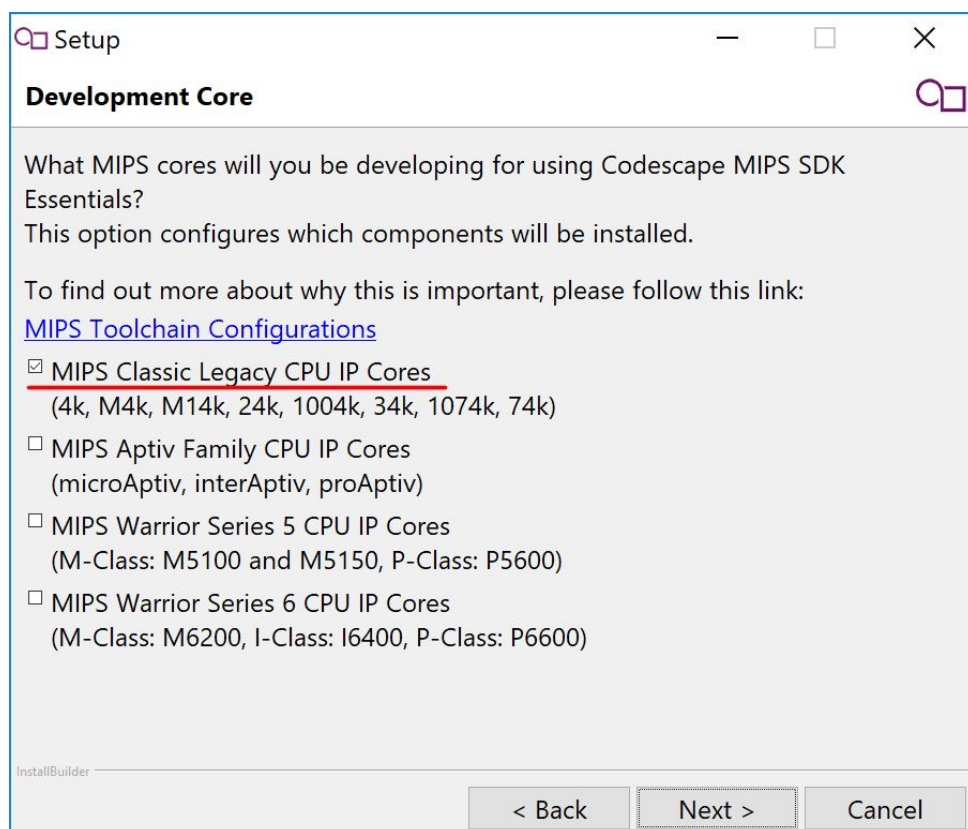 Setup
Development Core
What MIPS cores will you be developing for using Codescape MIPS SDK
Essentials?
This option configures which components will be installed.
To find out more about why this is important, please follow this link:
MIPS Toolchain Configurations
MIPS Classic Legacy CPU IP Cores
(4k, M4k, M14k, 24k, 1004k, 34k, 1074k, 74k)
MIPS Aptiv Family CPU IP Cores
(microAptiv, interAptiv, proAptiv)
MIPS Warrior Series 5 CPU IP Cores
(M-Class: M5100 and M5150, P-Class: P5600)
MIPS Warrior Series 6 CPU IP Cores
(M-Class: M6200, I-Class: I6400, P-Class: P6600)
InstallBuilder
< Back Next > Cancel